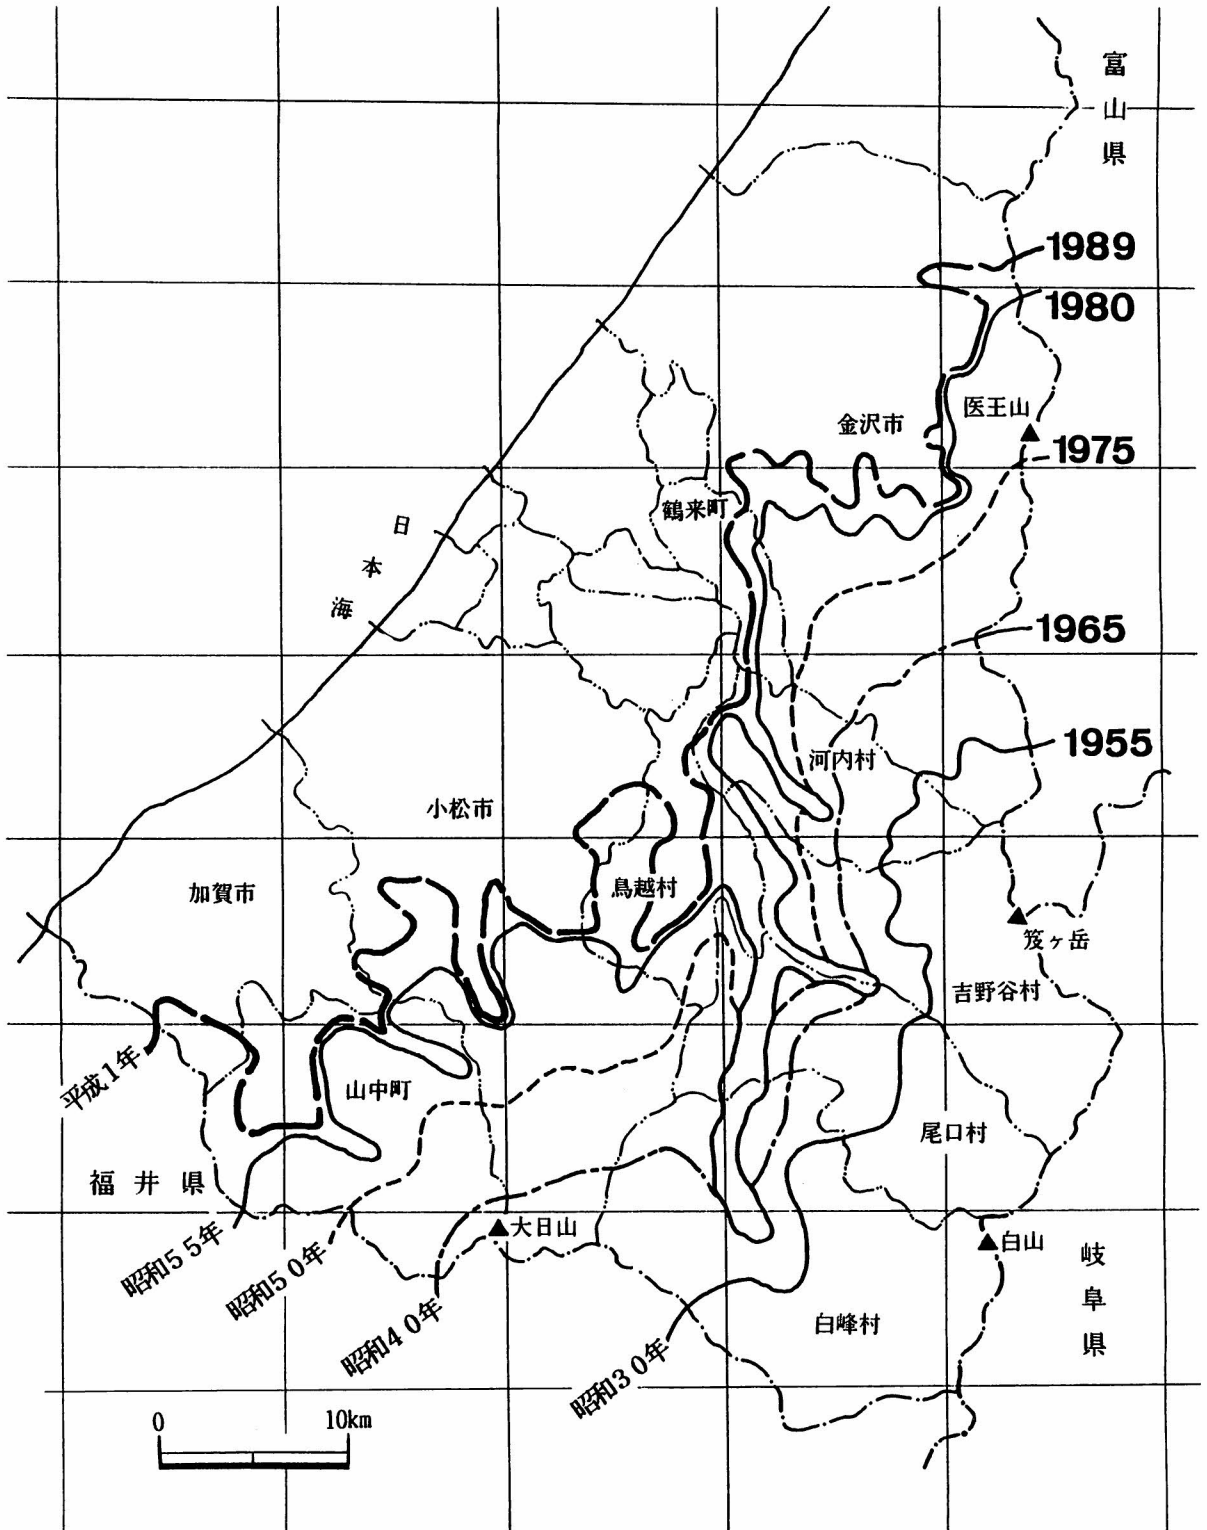 富山県
1989
1980
医王山
金沢市
1975
鶴来町
日本海
1965
1955
河内村
小松市
鳥越村
加賀市
笈ヶ岳
吉野谷村
平成1年
山中町
尾口村
福井県
大日山
白山
昭和55年
昭和50年
岐阜県
昭和40年
白峰村
昭和30年
0 10km